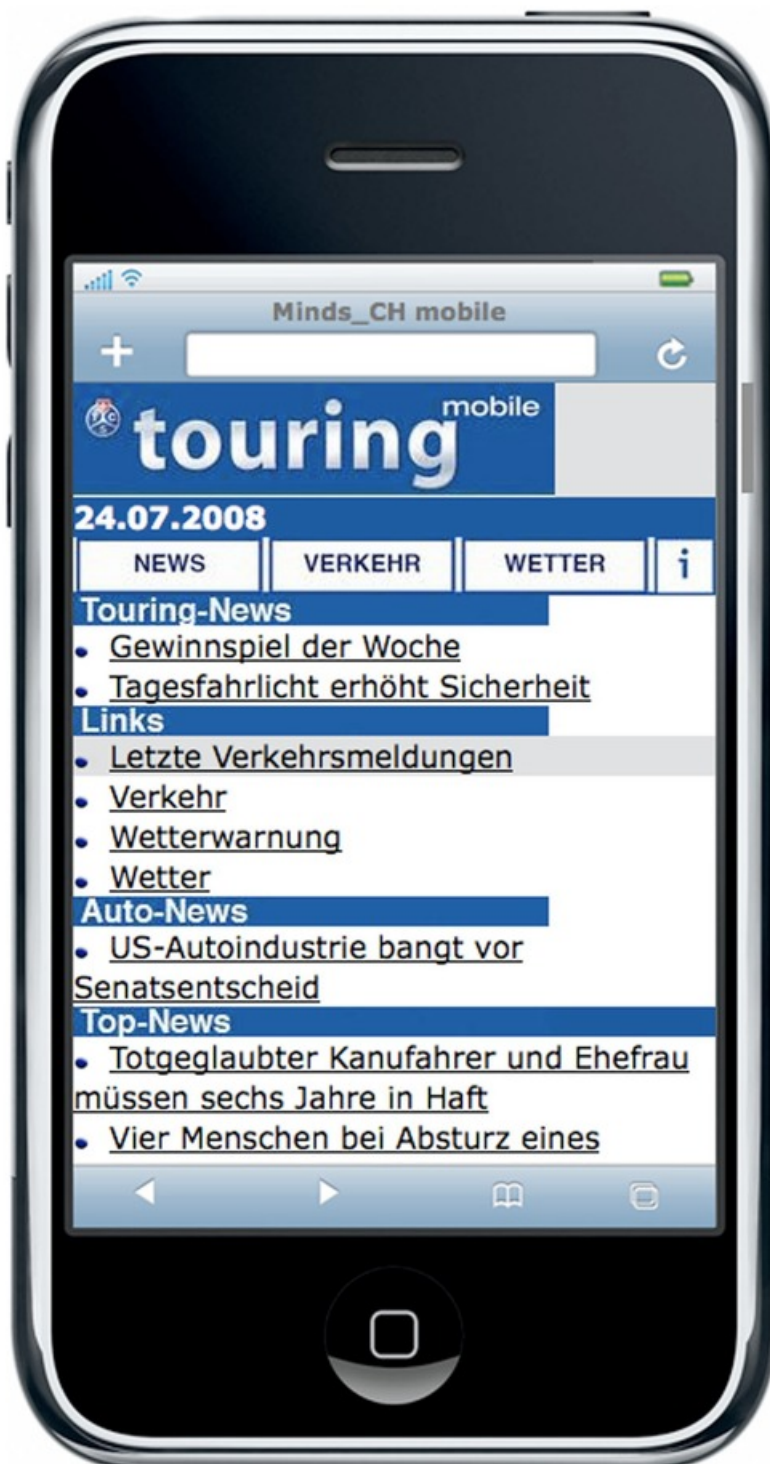 Minds_CH mobile
touring mobile
24.07.2008
NEWS VERKEHR WETTER i
Touring-News
Gewinnspiel der Woche
Tagesfahrlicht erhöht Sicherheit
Links
Letzte Verkehrsmeldungen
Verkehr
Wetterwarnung
Wetter
Auto-News
US-Autoindustrie bangt vor
Senatsentscheid
Top-News
Totgeglaubter Kanufahrer und Ehefrau
müssen sechs Jahre in Haft
Vier Menschen bei Absturz eines